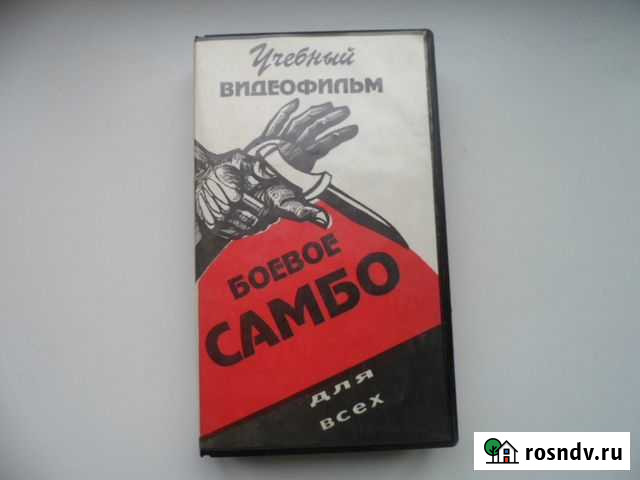 Учебный
ВИДЕОФИЛЬМ
БОЕВОЕ
САМБО
для
всех
rosndv.ru